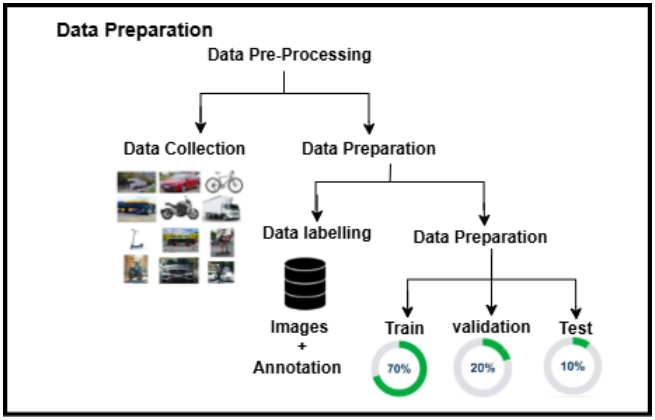 Data Preparation
Data Pre-Processing
Data Collection
Data Preparation
Data labelling
Data Preparation
Images
+
Annotation
Train
validation
Test
70%
20%
10%